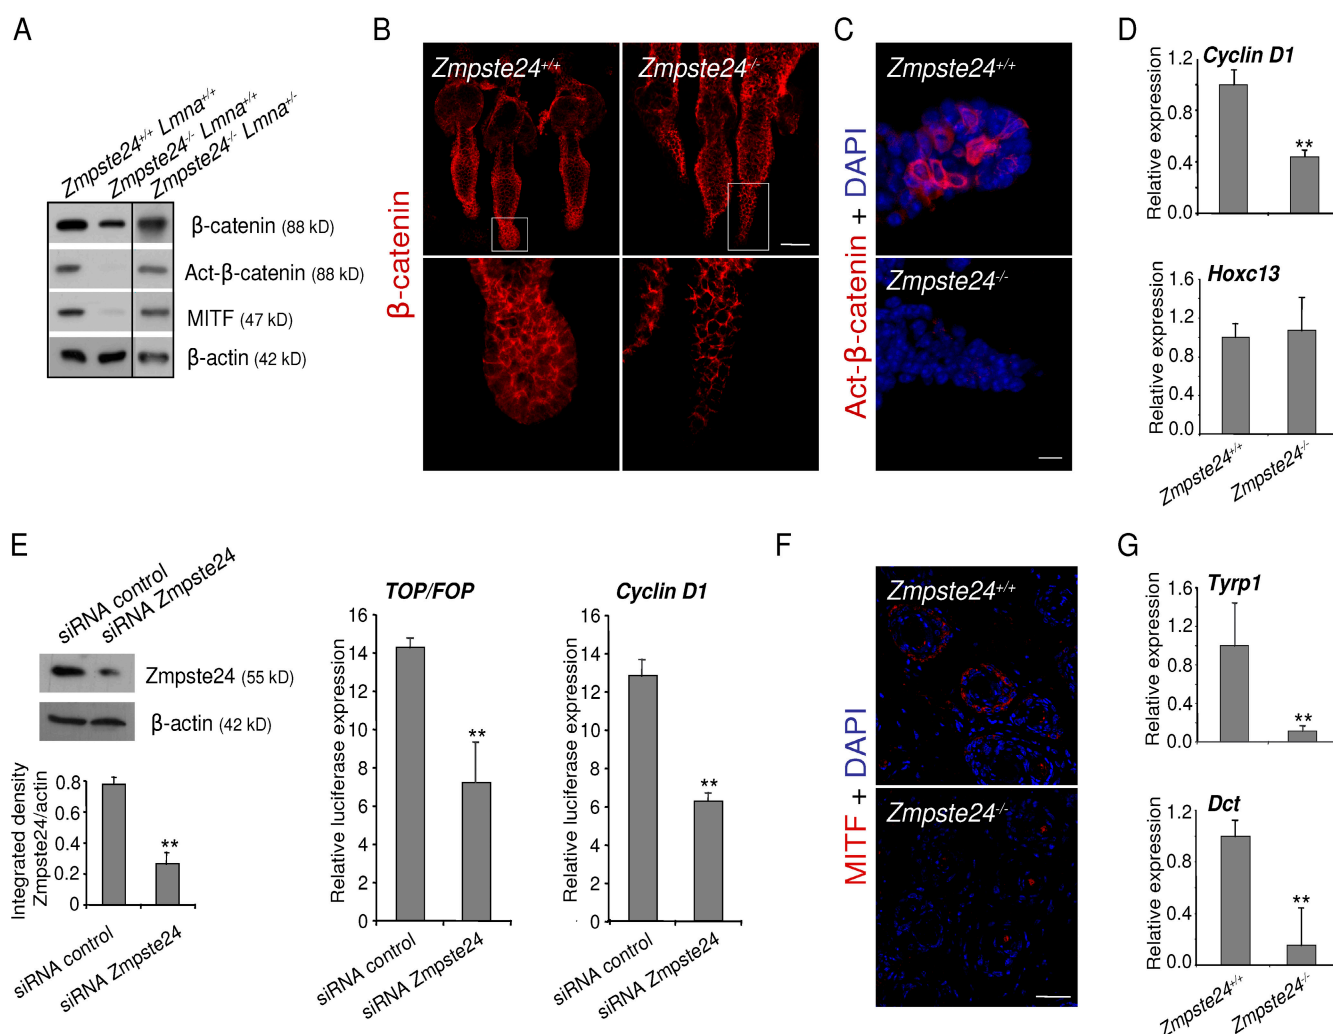 A
Zmpste24+/+ Lmna+/+
Zmpste24-/- Lmna+/+
Zmpste24-/- Lmna+/-
β-catenin (88 kD)
Act-β-catenin (88 kD)
MITF (47 kD)
β-actin (42 kD)
B
β-catenin
Zmpste24+/+
Zmpste24-/-
C
Act-β-catenin + DAPI
Zmpste24+/+
Zmpste24-/-
D
Cyclin D1
Relative expression
1.2
0.8
0.4
0.0
**
Hoxc13
Relative expression
1.6
1.2
0.8
0.4
0.0
Zmpste24+/+
Zmpste24-/-
E
siRNA control
siRNA Zmpste24
Zmpste24 (55 kD)
β-actin (42 kD)
Integrated density
Zmpste24/actin
0.8
0.6
0.4
0.2
0
**
siRNA control
siRNA Zmpste24
TOP/FOP
Relative luciferase expression
16
14
12
10
8
6
4
2
0
**
siRNA control
siRNA Zmpste24
Cyclin D1
Relative luciferase expression
16
14
12
10
8
6
4
2
0
**
siRNA control
siRNA Zmpste24
F
MITF + DAPI
Zmpste24+/+
Zmpste24-/-
G
Tyrp1
Relative expression
1.6
1.2
0.8
0.4
0.0
**
Dct
Relative expression
1.2
0.8
0.4
0.0
**
Zmpste24+/+
Zmpste24-/-